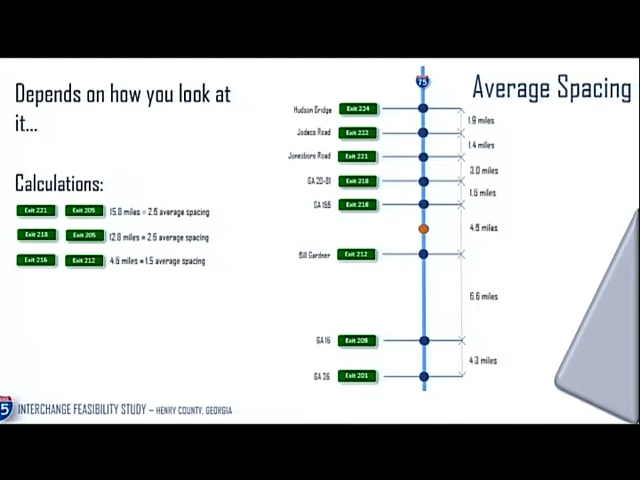 Depends on how you look at
it...
Average Spacing
75
Hudson Bridge Exit 224
1.9 miles
Jodeco Road Exit 222
1.4 miles
Jonesboro Road Exit 221
3.0 miles
GA 20-81 Exit 218
1.6 miles
GA 155 Exit 216
4.6 miles
Bill Gardner Exit 212
6.6 miles
GA 16 Exit 205
4.3 miles
GA 36 Exit 201
Calculations:
Exit 221 Exit 205 15.8 miles = 2.6 average spacing
Exit 218 Exit 205 12.8 miles = 2.6 average spacing
Exit 216 Exit 212 4.6 miles = 1.5 average spacing
5 INTERCHANGE FEASIBILITY STUDY – HENRY COUNTY, GEORGIA